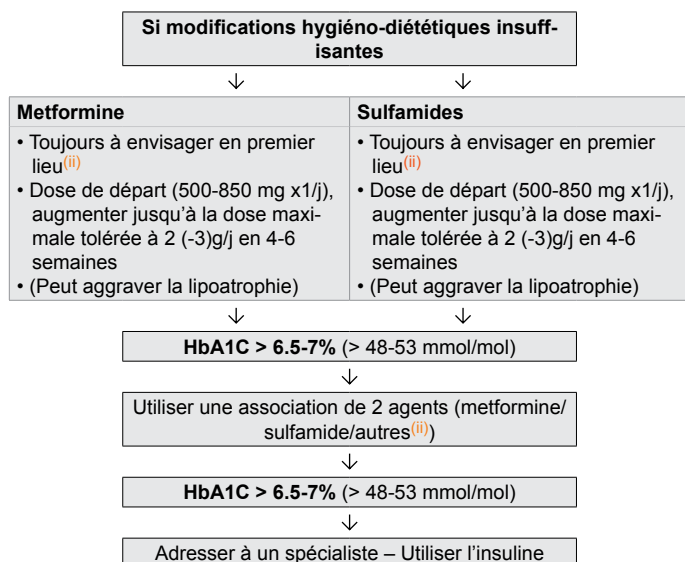 Si modifications hygiéno-diététiques insuff-
isantes
Metformine
• Toujours à envisager en premier
lieu(ii)
• Dose de départ (500-850 mg x1/j),
augmenter jusqu'à la dose maxi-
male tolérée à 2 (-3)g/j en 4-6
semaines
• (Peut aggraver la lipoatrophie)
Sulfamides
• Toujours à envisager en premier
lieu(ii)
• Dose de départ (500-850 mg x1/j),
augmenter jusqu'à la dose maxi-
male tolérée à 2 (-3)g/j en 4-6
semaines
• (Peut aggraver la lipoatrophie)
HbA1C > 6.5-7% (> 48-53 mmol/mol)
Utiliser une association de 2 agents (metformine/
sulfamide/autres(ii))
HbA1C > 6.5-7% (> 48-53 mmol/mol)
Adresser à un spécialiste – Utiliser l'insuline